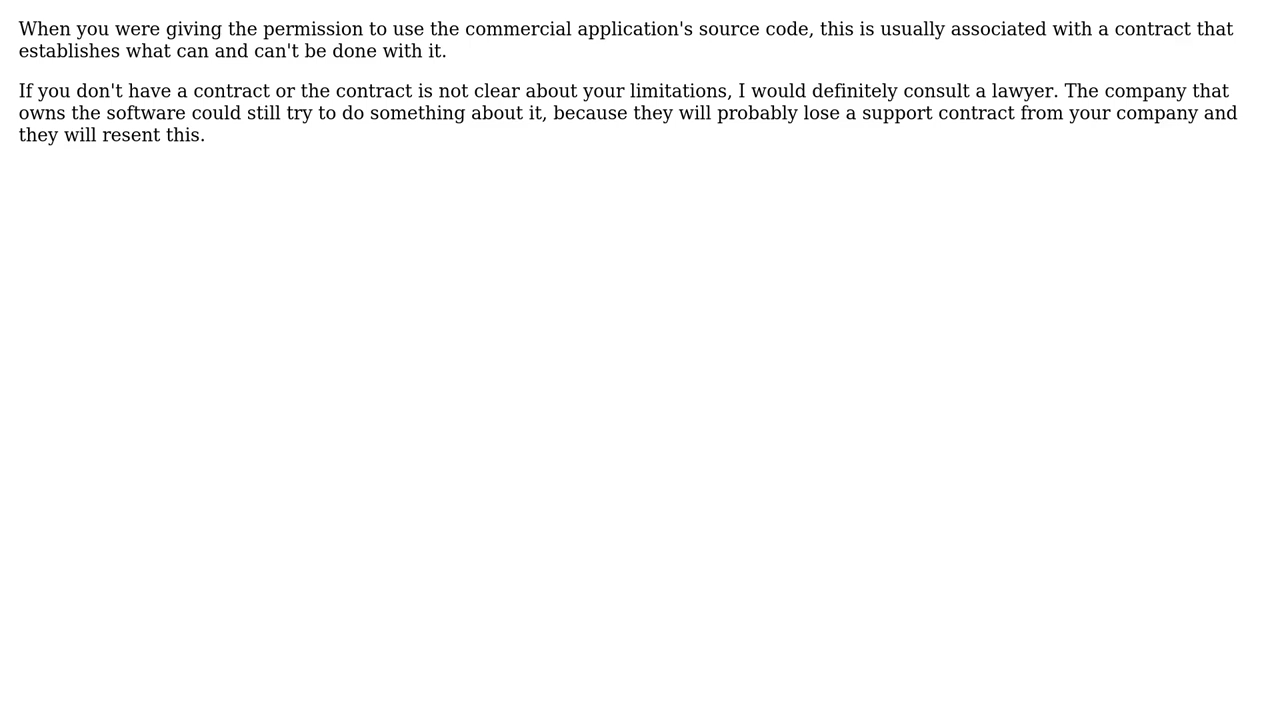 When you were giving the permission to use the commercial application's source code, this is usually associated with a contract that
establishes what can and can't be done with it.
If you don't have a contract or the contract is not clear about your limitations, I would definitely consult a lawyer. The company that
owns the software could still try to do something about it, because they will probably lose a support contract from your company and
they will resent this.